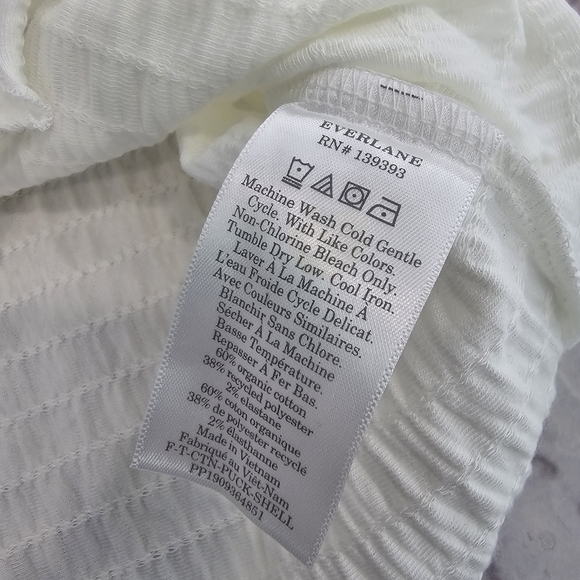 EVERLANE
RN# 139393
Machine Wash Cold Gentle
Cycle. With Like Colors.
Non-Chlorine Bleach Only.
Tumble Dry Low. Cool Iron.
Laver À La Machine À
L'eau Froide Cycle Delicat.
Avec Couleurs Similaires.
Blanchir Sans Chlore.
Sécher À La Machine
Basse Température.
Repasser À Fer Bas.
60% organic cotton
38% recycled polyester
2% elastane
60% coton organique
38% de polyester recyclé
2% élasthanne
Made in Vietnam
Fabriqué au Viêt-Nam
F-T-CTN-PUCK-SHELL
PP1909364851